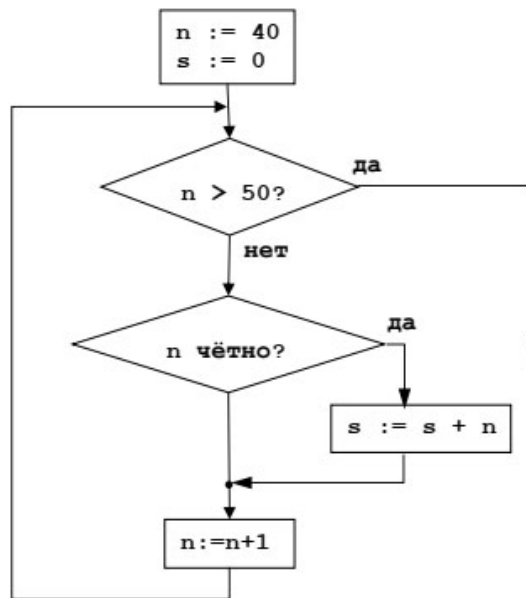 n := 40
s := 0
да
n > 50?
нет
да
n чётно?
s := s + n
n:=n+1